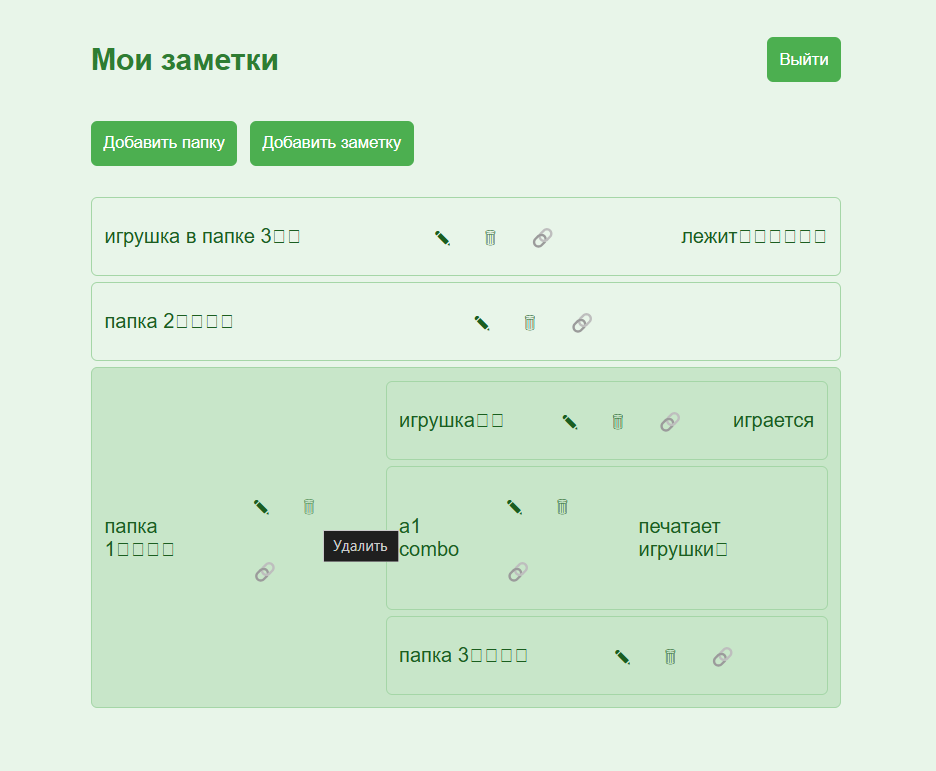 Мои заметки
Выйти
Добавить папку
Добавить заметку
игрушка в папке 3
лежит
папка 2
игрушка
играется
папка
1
Удалить
a1
combo
печатает
игрушки
папка 3